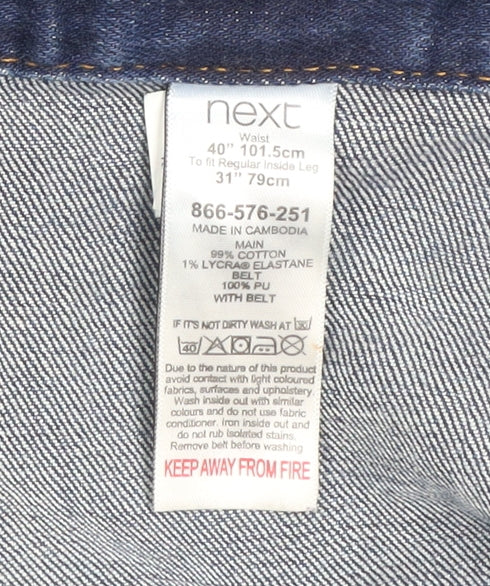 next
Waist
40” 101.5cm
To fit Regular Inside Leg
31” 79cm
866-576-251
MADE IN CAMBODIA
MAIN
99% COTTON
1% LYCRA® ELASTANE
BELT
100% PU
WITH BELT
IF IT'S NOT DIRTY WASH AT 30
40
Due to the nature of this product
avoid contact with light coloured
fabrics, surfaces and upholstery.
Wash inside out with similar
colours and do not use fabric
conditioner. Iron inside out and
do not rub isolated stains.
Remove belt before washing
KEEP AWAY FROM FIRE